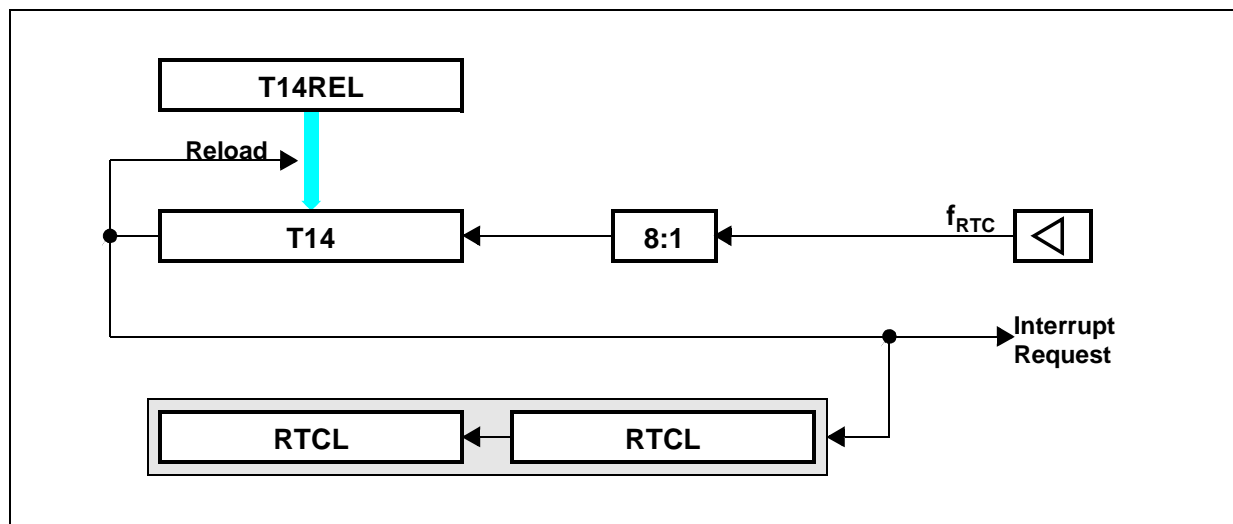 T14REL
Reload
T14
8:1
fRTC
Interrupt
Request
RTCL
RTCL